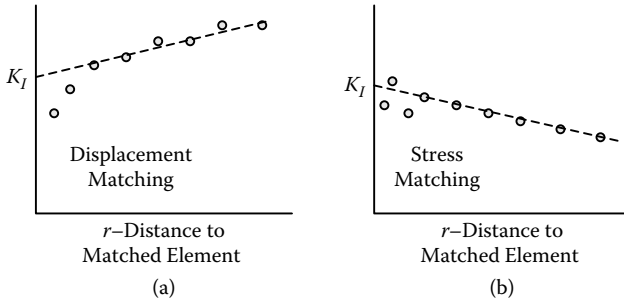 K_I
Displacement
Matching
r–Distance to
Matched Element
(a)
K_I
Stress
Matching
r–Distance to
Matched Element
(b)